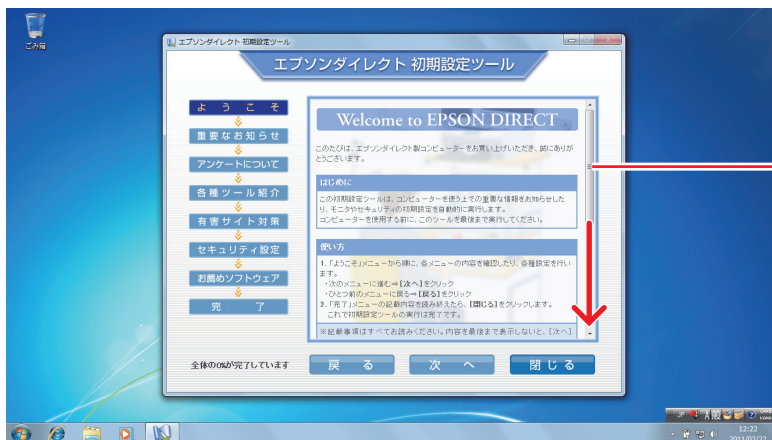 ごみ箱
エプソンダイレクト 初期設定ツール
エプソンダイレクト 初期設定ツール
ようこそ
重要なお知らせ
アンケートについて
各種ツール紹介
有害サイト対策
セキュリティ設定
お薦めソフトウェア
完了
Welcome to EPSON DIRECT
このたびは、エプソンダイレクト製コンピューターをお買い上げいただき、誠にありが
とうございます。
はじめに
この初期設定ツールは、コンピューターを使う上での重要な情報をお知らせした
り、モニタやセキュリティの初期設定を自動的に実行します。
コンピューターを使用する前に、このツールを最後まで実行してください。
使い方
1.「ようこそ」メニューから順に、各メニューの内容を確認したり、各種設定を行い
ます。
・次のメニューに進む⇒【次へ】をクリック
・ひとつ前のメニューに戻る⇒【戻る】をクリック
2.「完了」メニューの記載内容を読み終えたら、【閉じる】をクリックします。
これで初期設定ツールの実行は完了です。
※記載事項はすべてお読みください。内容を最後まで表示しないと、[次へ]
全体の0%が完了しています
戻る
次へ
閉じる
JP
A 般
CAPS
KANA
12:22
2011/02/22